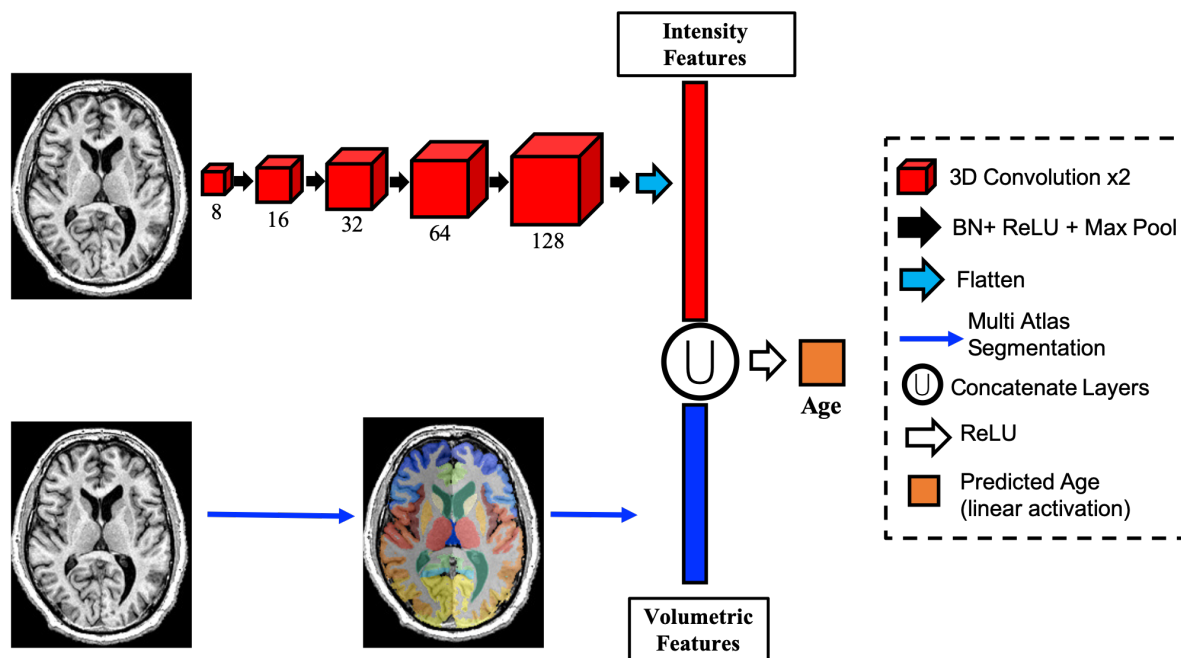 Intensity
Features
8
16
32
64
128
U
Age
Volumetric
Features
3D Convolution x2
BN+ ReLU + Max Pool
Flatten
Multi Atlas
Segmentation
U
Concatenate Layers
ReLU
Predicted Age
(linear activation)